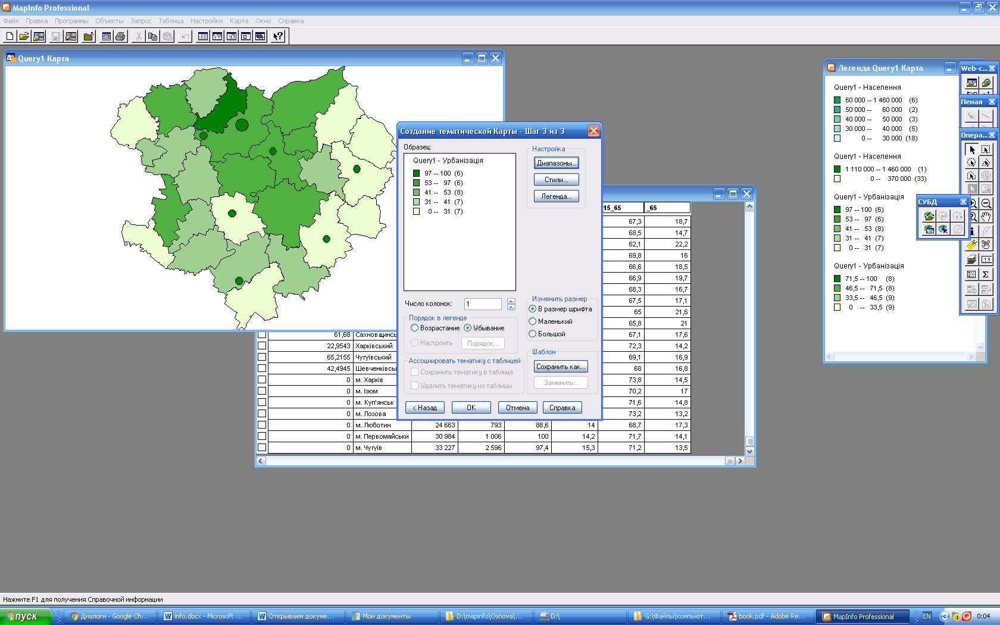 MapInfo Professional
Файл Правка Программы Объекты Запрос Таблица Настройки Карта Окно Справка
Query1 Карта
Создание тематической Карты - Шаг 3 из 3
Образец:
Query1 - Урбанізація
97 -- 100 (6)
53 -- 97 (6)
41 -- 53 (8)
31 -- 41 (7)
0 -- 31 (7)
Настройка
Диапазоны...
Стили...
Легенда...
Число колонок: 1
Порядок в легенде
Возрастание Убывание
Настроить Порядок...
Изменить размер
В размер шрифта
Маленький
Большой
Ассоциировать тематику с таблицей
Сохранить тематику в таблице
Удалить тематику из таблицы
Шаблон
Сохранить как...
Заменить...
< Назад OK Отмена Справка
15_65 _65
67,3 18,7
68,5 14,7
62,1 22,2
69,8 16
66,6 18,5
66,9 19,7
68,3 16,7
67,5 17,1
65 21,6
65,8 21
61,68 Сахновщинсь 67,1 17,6
22,9543 Харківський 72,3 14,2
65,2155 Чугуївський 69,1 16,9
42,4945 Шевченківсь 68 16,8
0 м. Харків 73,8 14,5
0 м. Ізюм 70,2 17
0 м. Куп'янськ 71,6 14,8
0 м. Лозова 73,2 13,2
0 м. Люботин 24 663 793 88,6 14 68,7 17,3
0 м. Первомайськи 30 984 1 006 100 14,2 71,7 14,1
0 м. Чугуїв 33 227 2 596 97,4 15,3 71,2 13,5
Легенда Query1 Карта
Query1 - Населення
60 000 -- 1 460 000 (6)
50 000 -- 60 000 (2)
40 000 -- 50 000 (3)
30 000 -- 40 000 (5)
0 -- 30 000 (18)
Query1 - Населення
1 110 000 -- 1 460 000 (1)
0 -- 370 000 (33)
Query1 - Урбанізація
97 -- 100 (6)
53 -- 97 (6)
41 -- 53 (8)
31 -- 41 (7)
0 -- 31 (7)
Query1 - Урбанізація
71,5 -- 100 (8)
46,5 -- 71,5 (8)
33,5 -- 46,5 (9)
0 -- 33,5 (9)
Web-с...
Пенал
Опера...
СУБД
Нажмите F1 для получения Справочной информации
пуск
Диалоги - Google Ch...
info.docx - Microsoft ...
Открываем докуме...
Мои документы
D:\mapinfo\Osnova\...
D:\
G:\Файлы\компьют...
book.pdf - Adobe Re...
MapInfo Professional
EN
0:04